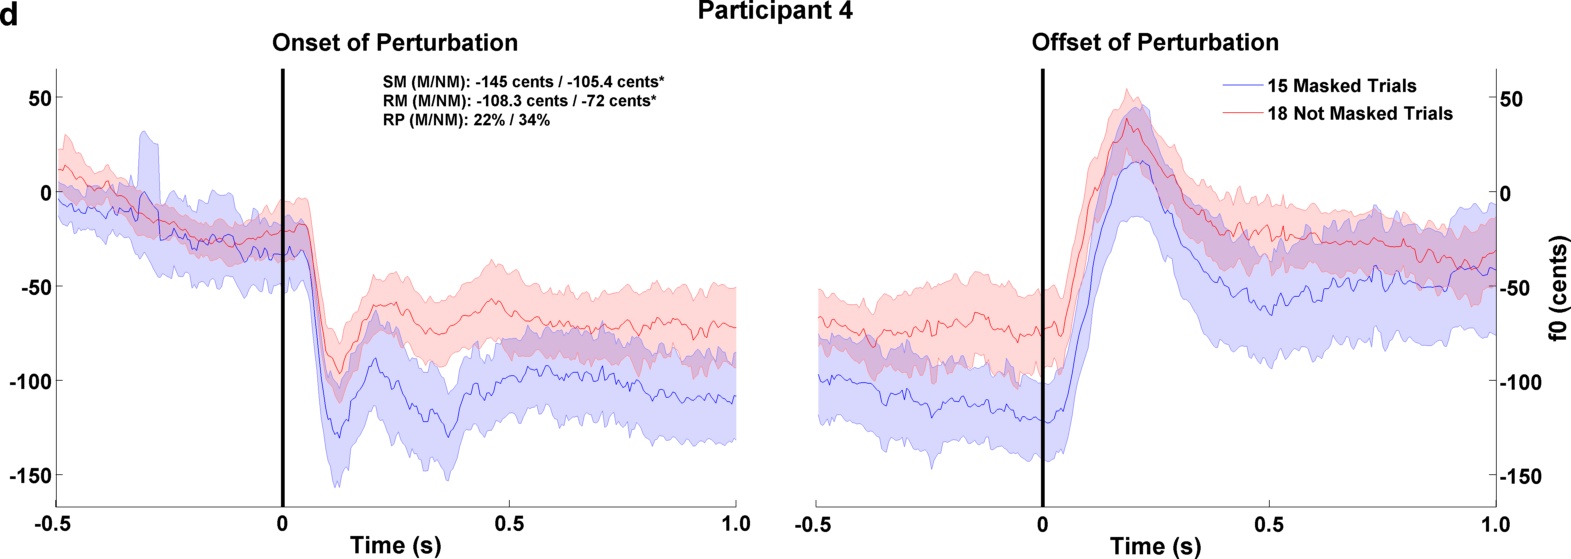 d
Participant 4
Onset of Perturbation
SM (M/NM): -145 cents / -105.4 cents*
RM (M/NM): -108.3 cents / -72 cents*
RP (M/NM): 22% / 34%
50
0
-50
-100
-150
-0.5
0
0.5
1.0
Time (s)
Offset of Perturbation
15 Masked Trials
18 Not Masked Trials
50
0
-50
-100
-150
f0 (cents)
-0.5
0
0.5
1.0
Time (s)